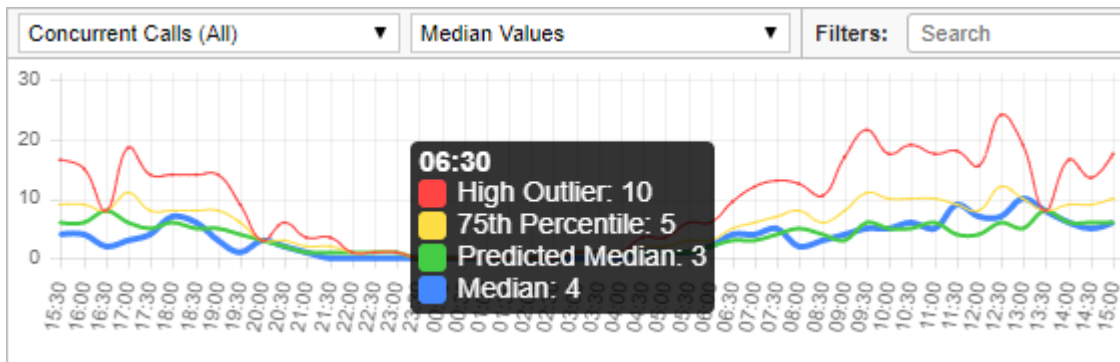 Concurrent Calls (All) Median Values Filters: Search
30
20
10
0
06:30
High Outlier: 10
75th Percentile: 5
Predicted Median: 3
Median: 4
15:30 16:00 16:30 17:00 17:30 18:00 18:30 19:00 19:30 20:00 20:30 21:00 21:30 22:00 22:30 23:00 06:30 07:00 07:30 08:00 08:30 09:00 09:30 10:00 10:30 11:00 11:30 12:00 12:30 13:00 13:30 14:00 14:30 15:00